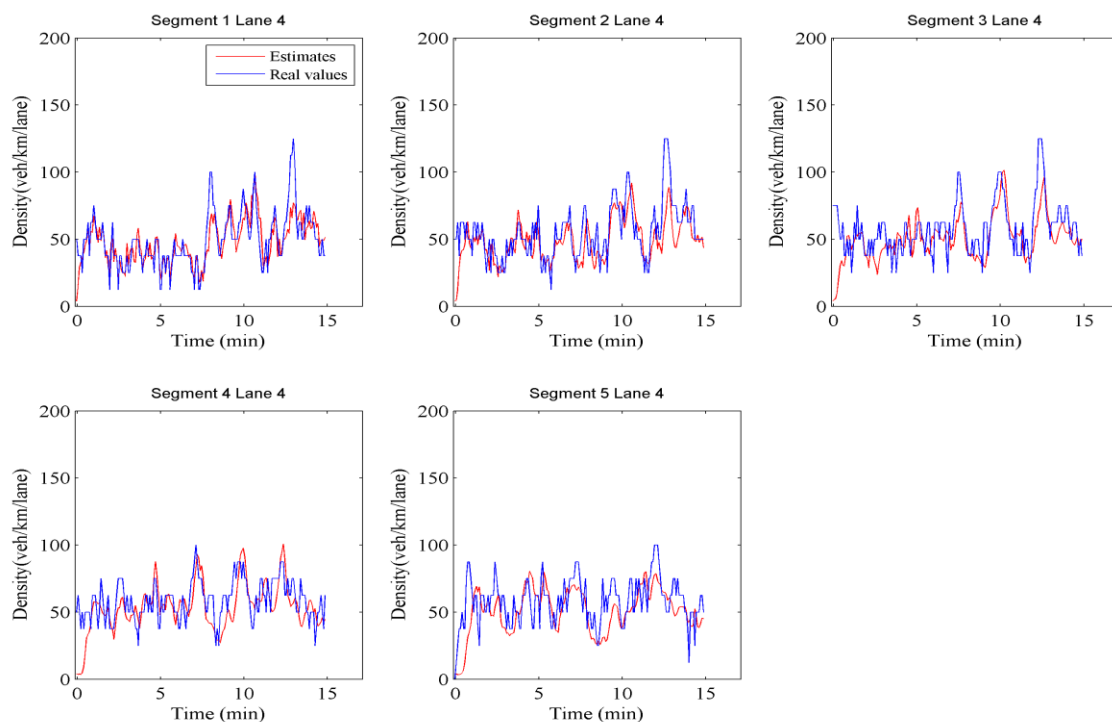 Segment 1 Lane 4
Segment 2 Lane 4
Segment 3 Lane 4
200
150
100
50
0
Density(veh/km/lane)
Estimates
Real values
0 5 10 15
Time (min)
200
150
100
50
0
Density(veh/km/lane)
0 5 10 15
Time (min)
200
150
100
50
0
Density(veh/km/lane)
0 5 10 15
Time (min)
Segment 4 Lane 4
Segment 5 Lane 4
200
150
100
50
0
Density(veh/km/lane)
0 5 10 15
Time (min)
200
150
100
50
0
Density(veh/km/lane)
0 5 10 15
Time (min)